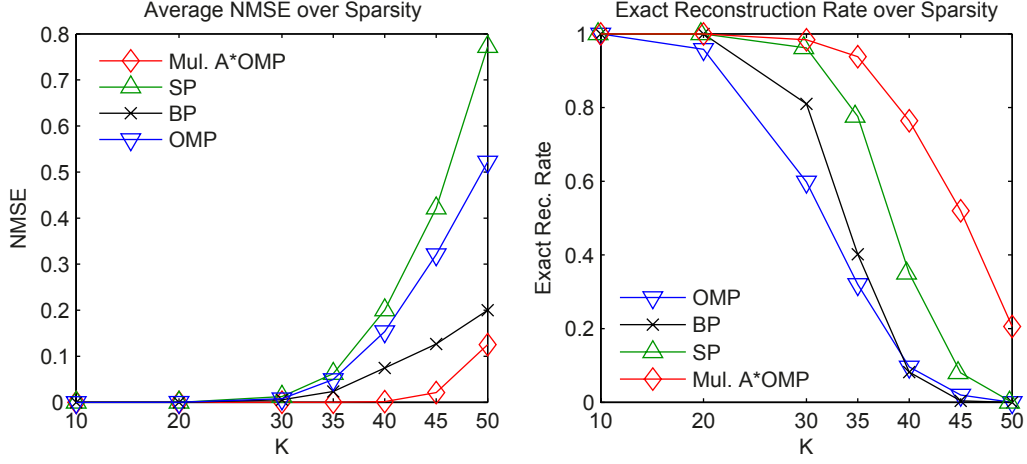 Average NMSE over Sparsity
0.8
0.7
0.6
0.5
0.4
0.3
0.2
0.1
0
NMSE
Mul. A*OMP
SP
BP
OMP
10 20 30 35 40 45 50
K
Exact Reconstruction Rate over Sparsity
1
0.8
0.6
0.4
0.2
0
Exact Rec. Rate
OMP
BP
SP
Mul. A*OMP
10 20 30 35 40 45 50
K